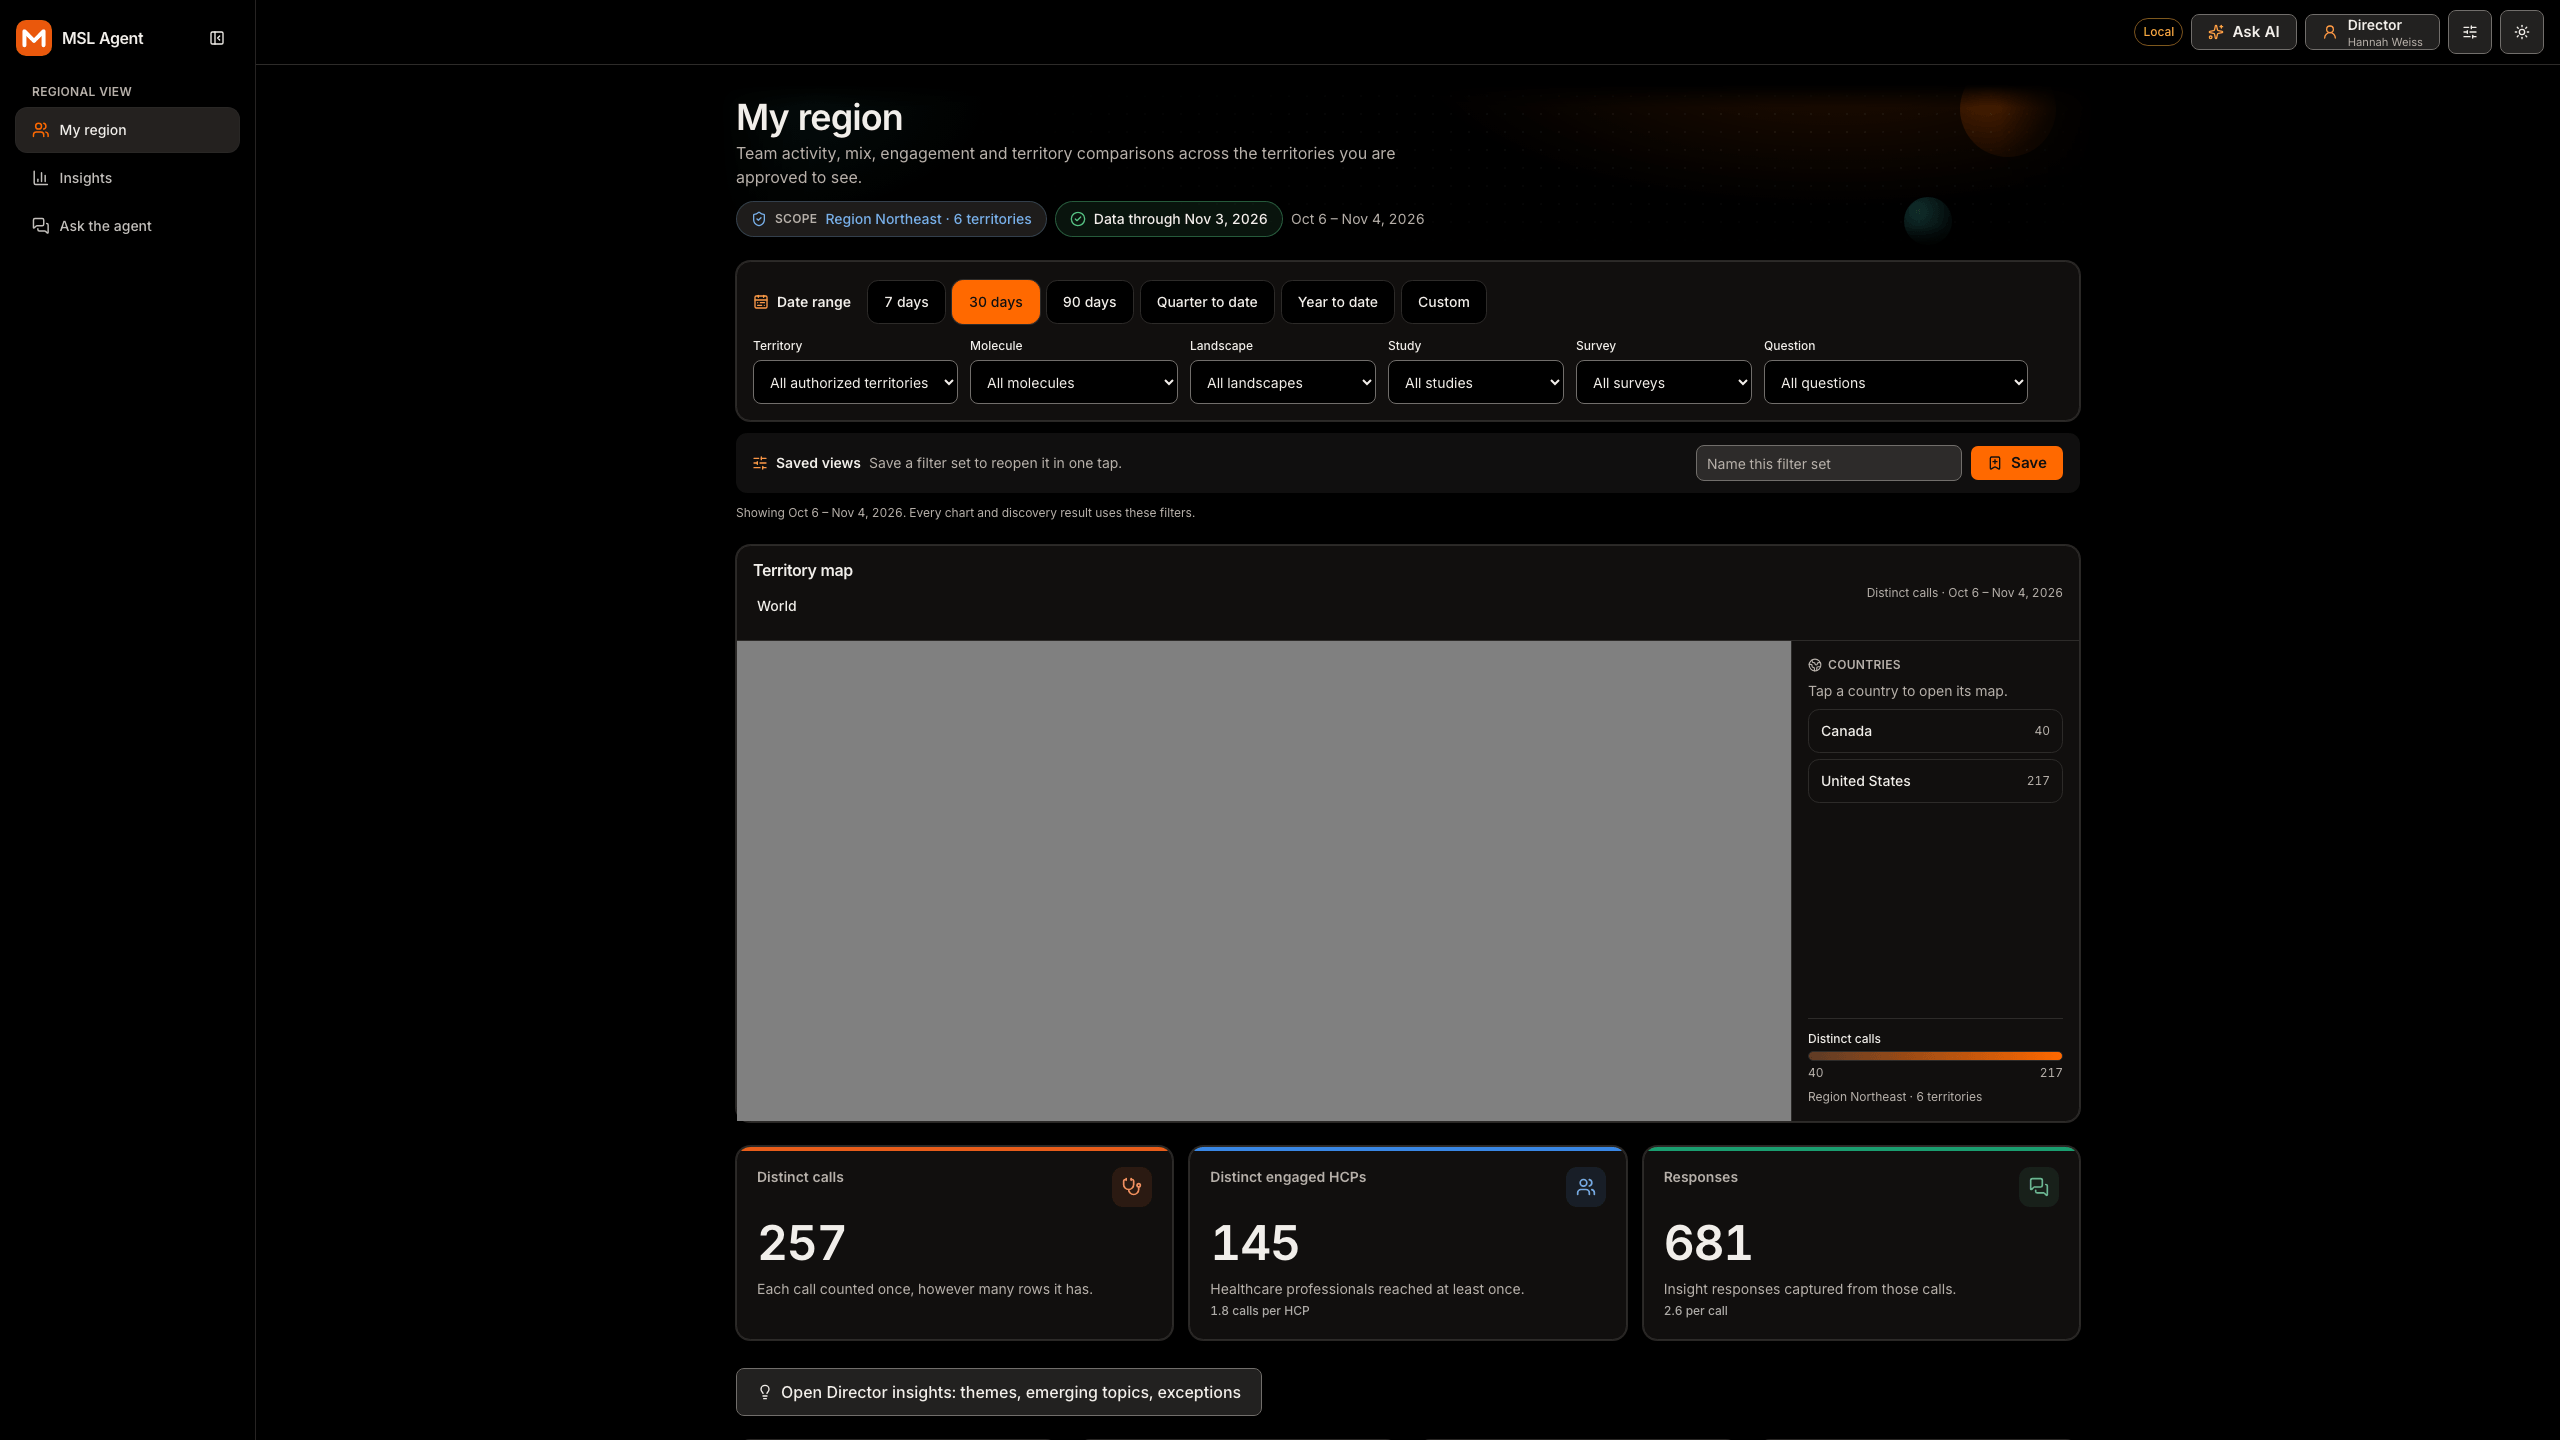 MSL Agent
Local
Ask AI
Director
Hannah Weiss
REGIONAL VIEW
My region
Insights
Ask the agent
My region
Team activity, mix, engagement and territory comparisons across the territories you are
approved to see.
SCOPE Region Northeast · 6 territories
Data through Nov 3, 2026
Oct 6 – Nov 4, 2026
Date range
7 days
30 days
90 days
Quarter to date
Year to date
Custom
Territory
Molecule
Landscape
Study
Survey
Question
All authorized territories
All molecules
All landscapes
All studies
All surveys
All questions
Saved views Save a filter set to reopen it in one tap.
Name this filter set
Save
Showing Oct 6 – Nov 4, 2026. Every chart and discovery result uses these filters.
Territory map
World
Distinct calls · Oct 6 – Nov 4, 2026
COUNTRIES
Tap a country to open its map.
Canada 40
United States 217
Distinct calls
40 217
Region Northeast · 6 territories
Distinct calls
257
Each call counted once, however many rows it has.
Distinct engaged HCPs
145
Healthcare professionals reached at least once.
1.8 calls per HCP
Responses
681
Insight responses captured from those calls.
2.6 per call
Open Director insights: themes, emerging topics, exceptions